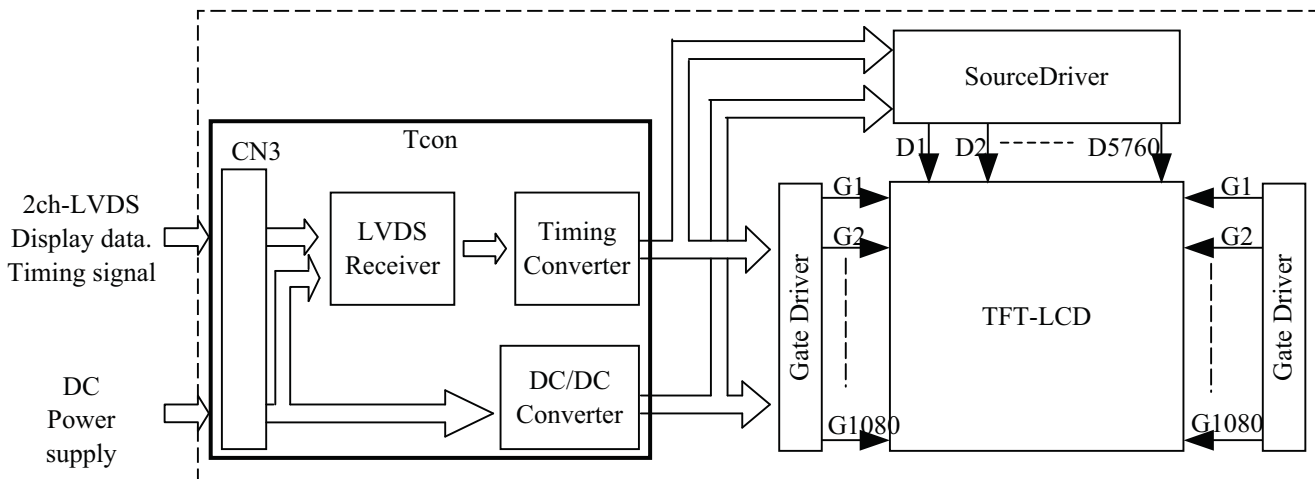 SourceDriver
Tcon
CN3
D1
D2
D5760
2ch-LVDS
Display data.
Timing signal
LVDS
Receiver
Timing
Converter
G1
G2
Gate Driver
TFT-LCD
G1
G2
Gate Driver
DC
Power
supply
DC/DC
Converter
G1080
G1080